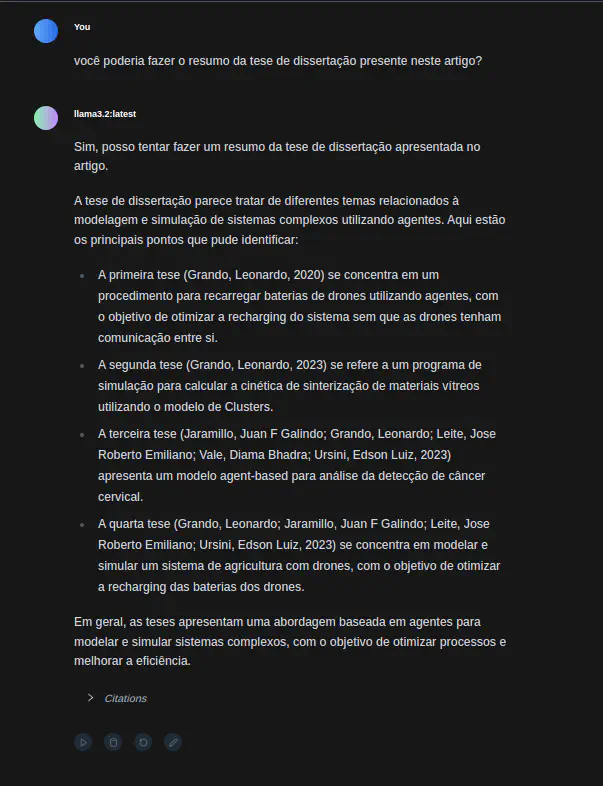 You
você poderia fazer o resumo da tese de dissertação presente neste artigo?
llama3.2:latest
Sim, posso tentar fazer um resumo da tese de dissertação apresentada no
artigo.
A tese de dissertação parece tratar de diferentes temas relacionados à
modelagem e simulação de sistemas complexos utilizando agentes. Aqui estão
os principais pontos que pude identificar:
A primeira tese (Grando, Leonardo, 2020) se concentra em um
procedimento para recarregar baterias de drones utilizando agentes, com
o objetivo de otimizar a recharging do sistema sem que as drones tenham
comunicação entre si.
A segunda tese (Grando, Leonardo, 2023) se refere a um programa de
simulação para calcular a cinética de sinterização de materiais vítreos
utilizando o modelo de Clusters.
A terceira tese (Jaramillo, Juan F Galindo; Grando, Leonardo; Leite, Jose
Roberto Emiliano; Vale, Diama Bhadra; Ursini, Edson Luiz, 2023)
apresenta um modelo agent-based para análise da detecção de câncer
cervical.
A quarta tese (Grando, Leonardo; Jaramillo, Juan F Galindo; Leite, Jose
Roberto Emiliano; Ursini, Edson Luiz, 2023) se concentra em modelar e
simular um sistema de agricultura com drones, com o objetivo de otimizar
a recharging das baterias dos drones.
Em geral, as teses apresentam uma abordagem baseada em agentes para
modelar e simular sistemas complexos, com o objetivo de otimizar processos e
melhorar a eficiência.
Citations